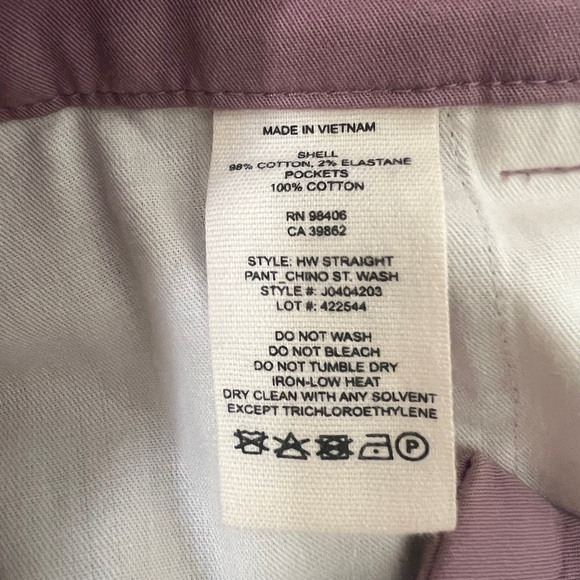 MADE IN VIETNAM
SHELL
98% COTTON, 2% ELASTANE
POCKETS
100% COTTON
RN 98406
CA 39862
STYLE: HW STRAIGHT
PANT_CHINO ST. WASH
STYLE #: J0404203
LOT #: 422544
DO NOT WASH
DO NOT BLEACH
DO NOT TUMBLE DRY
IRON-LOW HEAT
DRY CLEAN WITH ANY SOLVENT
EXCEPT TRICHLOROETHYLENE
P